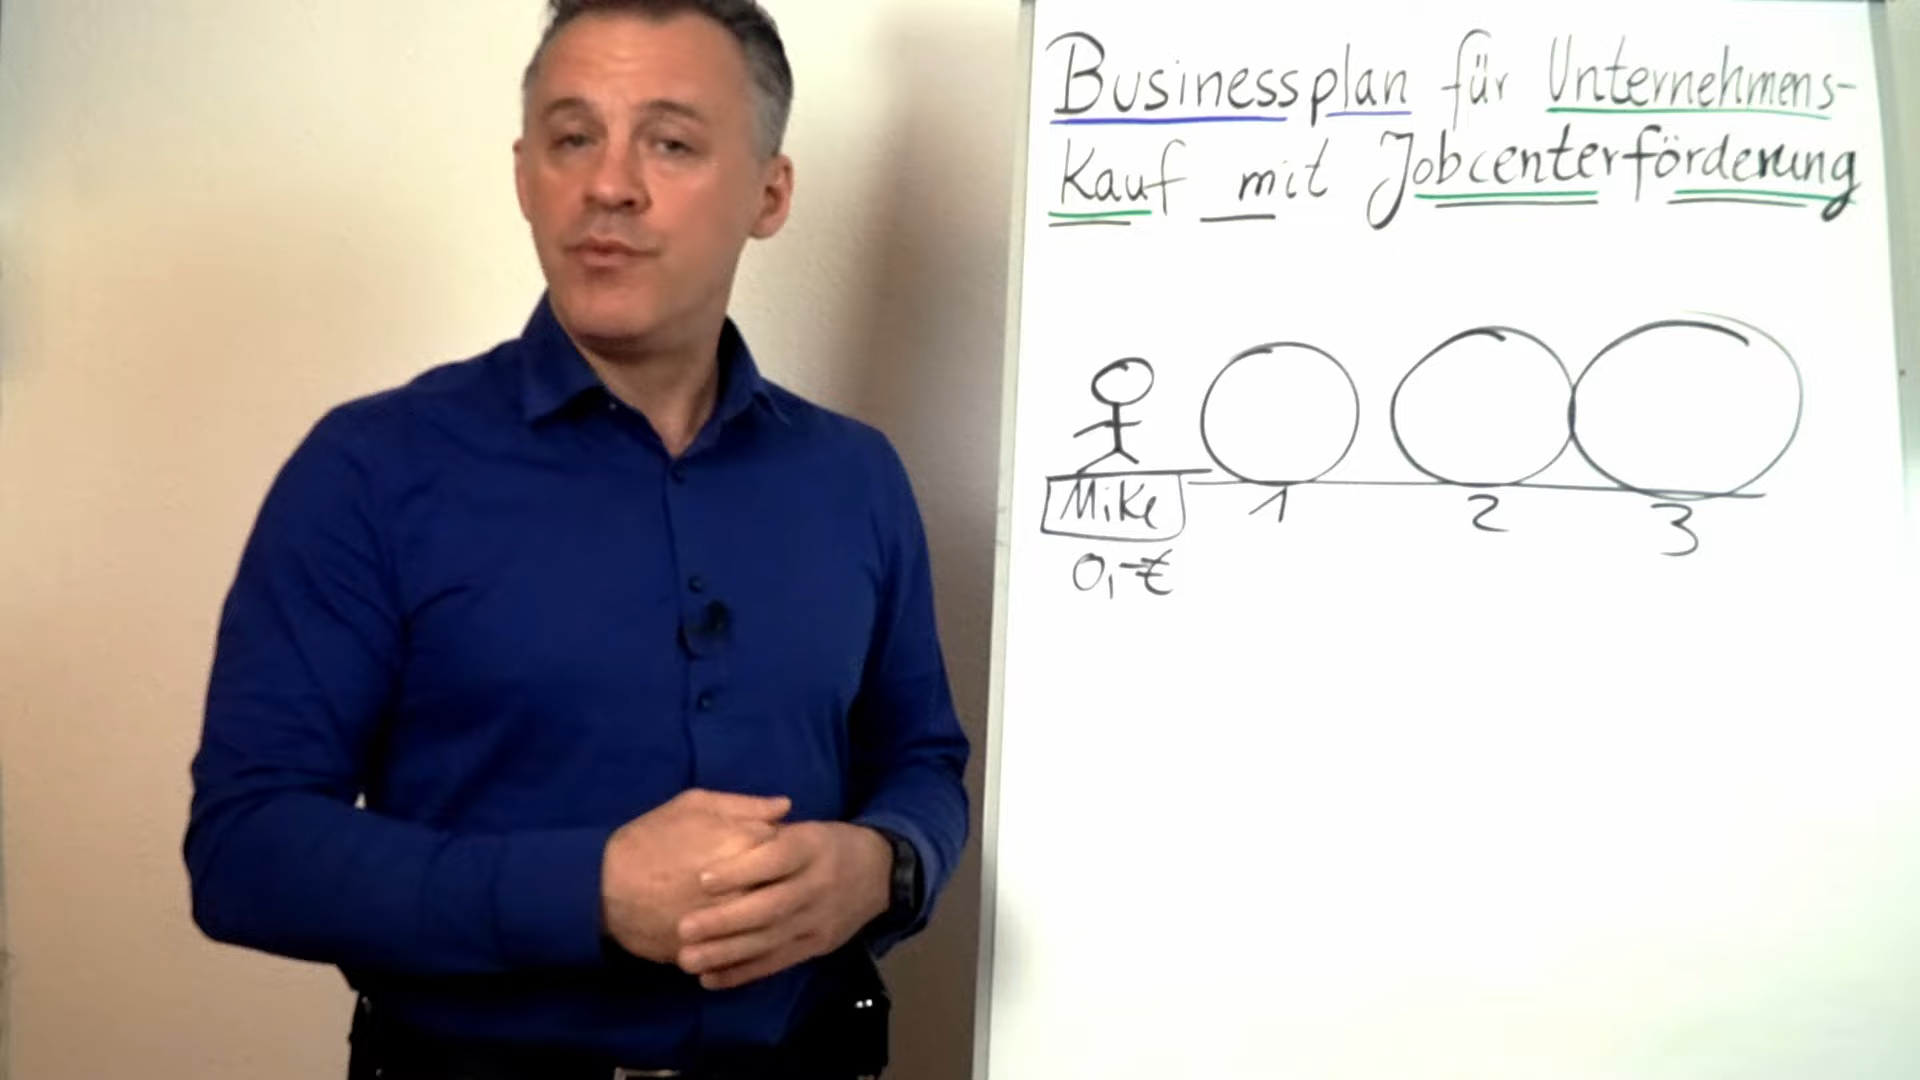 Businessplan für Unternehmens-
Kauf mit Jobcenterförderung
Mike 1 2 3
0,-€